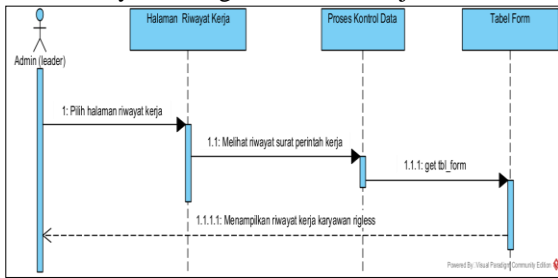 Halaman Riwayat Kerja
Proses Kontrol Data
Tabel Form
Admin (leader)
1: Pilih halaman riwayat kerja
1.1: Melihat riwayat surat perintah kerja
1.1.1: get tbl_form
1.1.1.1: Menampilkan riwayat kerja karyawan rigless
Powered By Visual Paradigm Community Edition